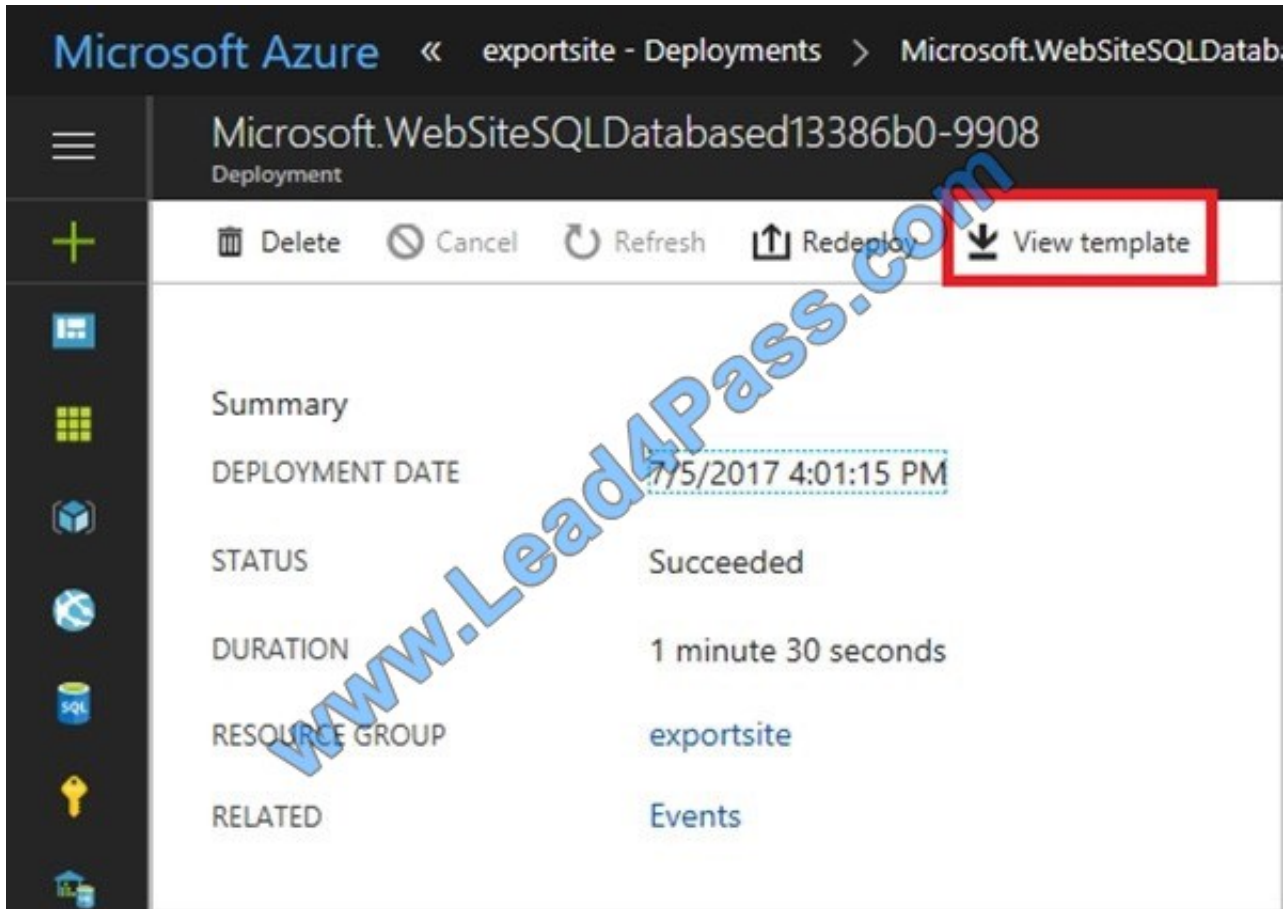 Microsoft Azure « exportsite - Deployments > Microsoft.WebSiteSQLDatab
Microsoft.WebSiteSQLDatabased13386b0-9908
Deployment
Delete Cancel Refresh Redeploy View template
Summary
DEPLOYMENT DATE 7/5/2017 4:01:15 PM
STATUS Succeeded
DURATION 1 minute 30 seconds
RESOURCE GROUP exportsite
RELATED Events
SQL
www.Lead4Pass.com